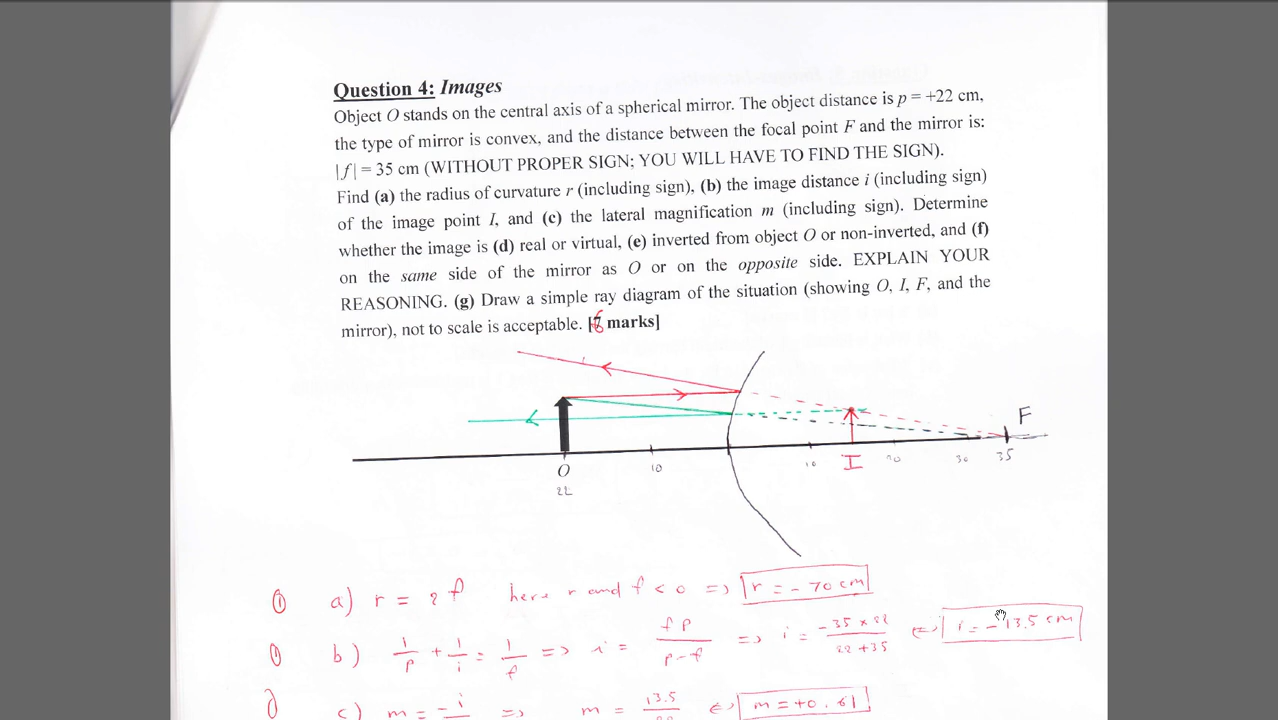 Question 4: Images
Object O stands on the central axis of a spherical mirror. The object distance is p = +22 cm,
the type of mirror is convex, and the distance between the focal point F and the mirror is:
|f| = 35 cm (WITHOUT PROPER SIGN; YOU WILL HAVE TO FIND THE SIGN).
Find (a) the radius of curvature r (including sign), (b) the image distance i (including sign)
of the image point I, and (c) the lateral magnification m (including sign). Determine
whether the image is (d) real or virtual, (e) inverted from object O or non-inverted, and (f)
on the same side of the mirror as O or on the opposite side. EXPLAIN YOUR
REASONING. (g) Draw a simple ray diagram of the situation (showing O, I, F, and the
mirror), not to scale is acceptable. [6 marks]
F
O 10 10 I 20 30 35
22
① a) r = 2f here r and f < 0 => r = -70 cm
① b) 1/p + 1/i = 1/f => i = fp/p-f => i = -35 x 22/22 + 35 <=> i = -13.5 cm
c) m = -i => m = 13.5 <=> m = +0.61